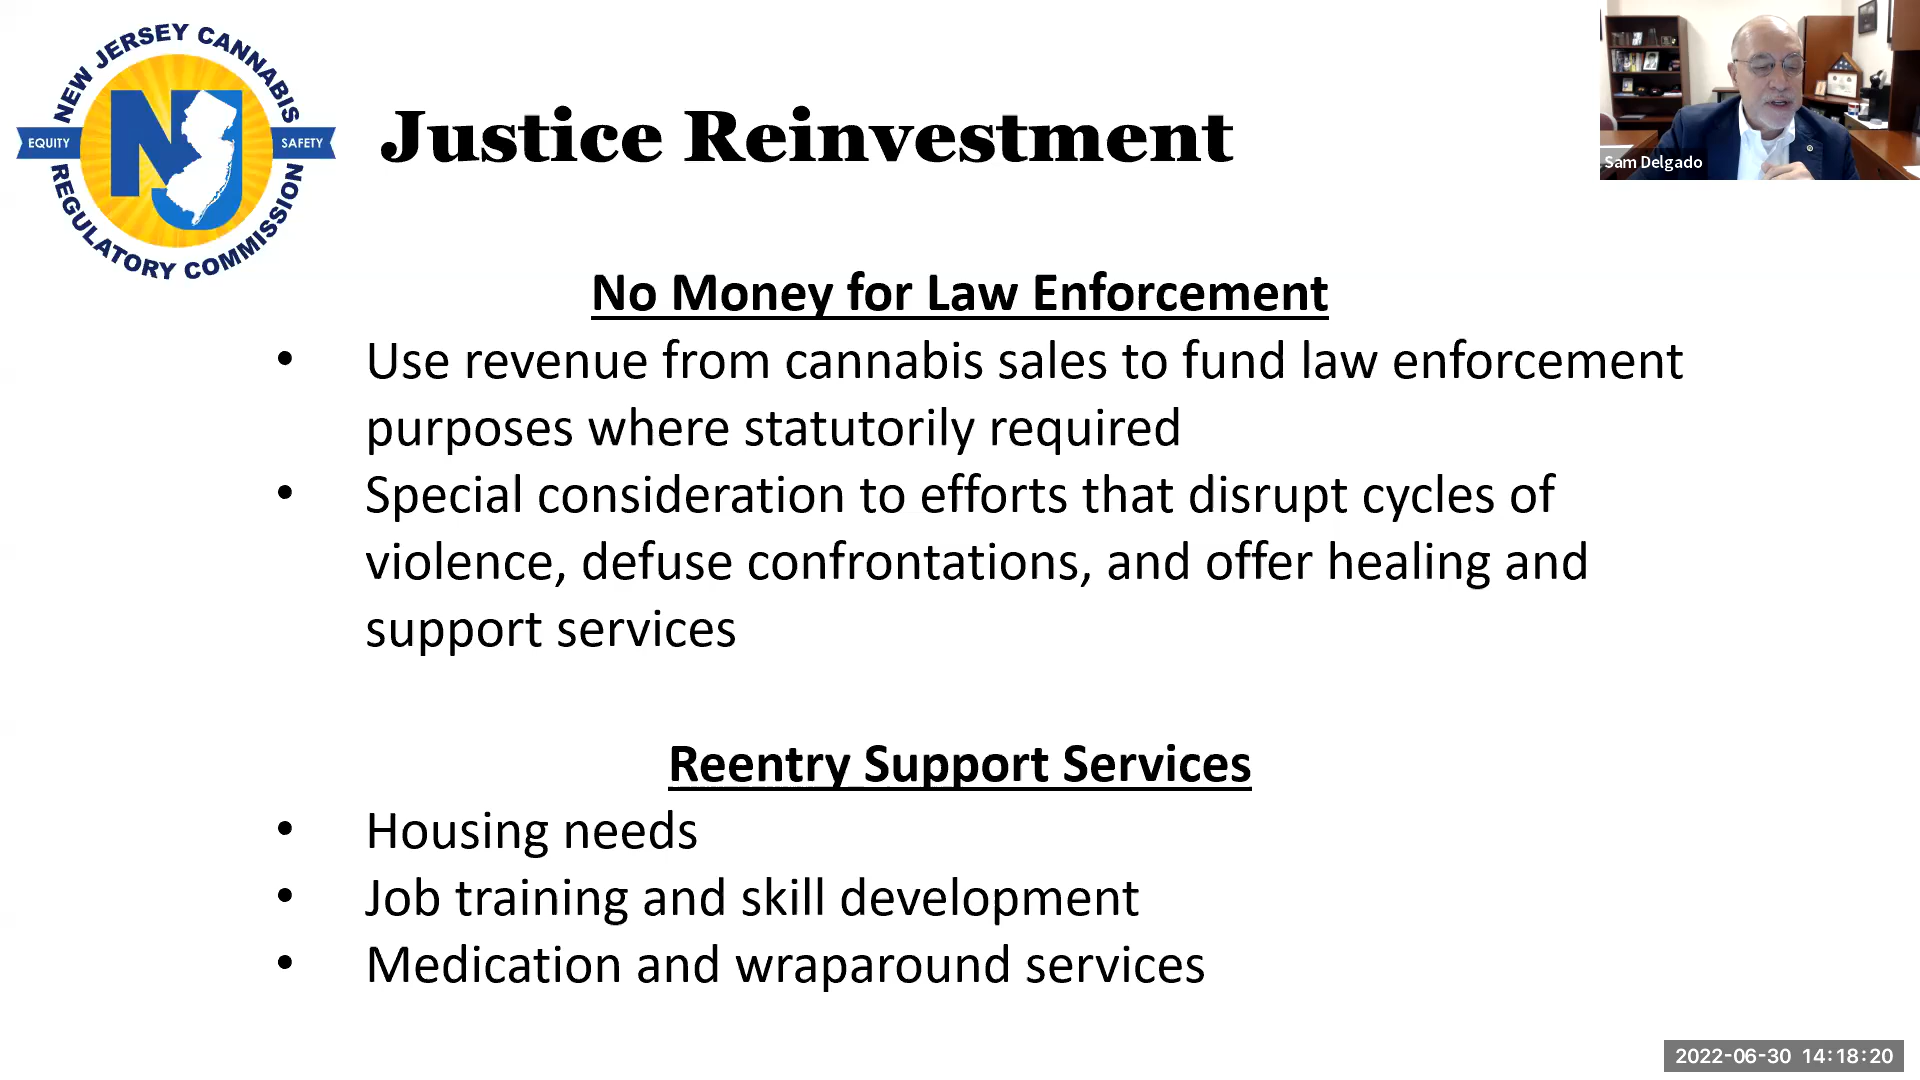 NEW JERSEY CANNABIS
EQUITY
NJ
SAFETY
REGULATORY COMMISSION
Justice Reinvestment
Sam Delgado
No Money for Law Enforcement
• Use revenue from cannabis sales to fund law enforcement
purposes where statutorily required
• Special consideration to efforts that disrupt cycles of
violence, defuse confrontations, and offer healing and
support services
Reentry Support Services
• Housing needs
• Job training and skill development
• Medication and wraparound services
2022-06-30 14:18:20